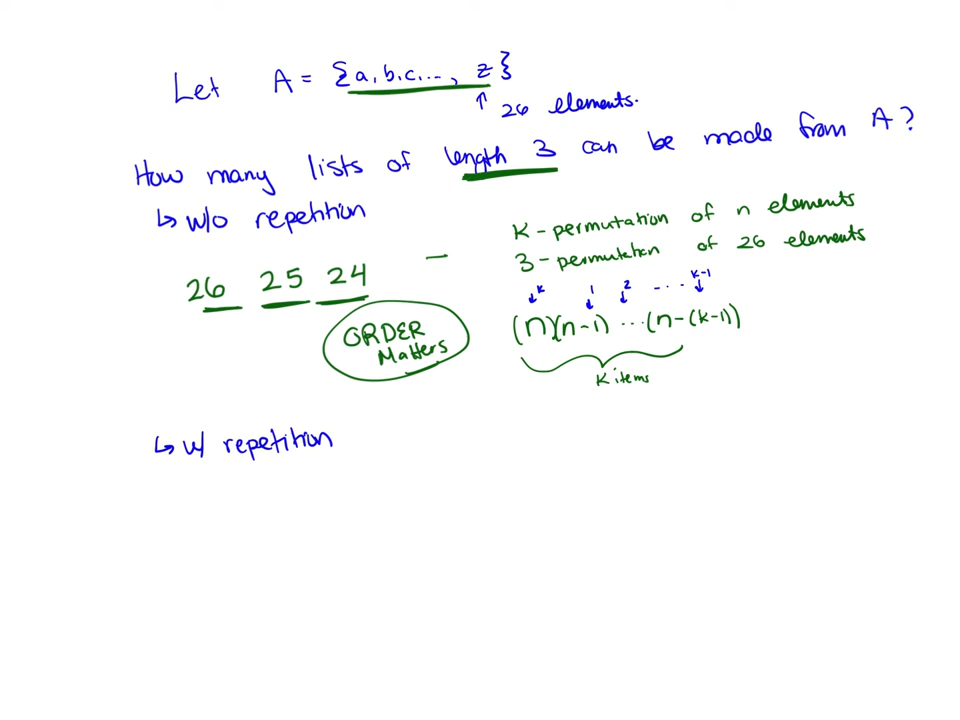 Let A = {a, b, c, ..., z}
↑ 26 elements.
How many lists of length 3 can be made from A?
↳ w/o repetition
K-permutation of n elements
3-permutation of 26 elements
26 25 24 —
k 1 2 ... k-1
(n)(n-1) ... (n-(k-1))
K items
ORDER
Matters
↳ w/ repetition